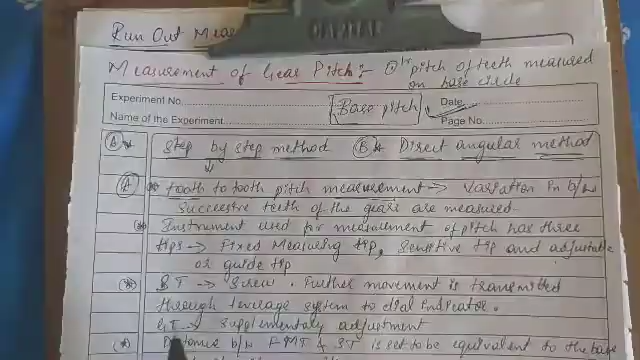 Run Out Mea
CAPITAL
Measurement of Gear Pitch:- pitch of teeth measured
on base circle
Experiment No.
Base pitch
Date
Name of the Experiment
Page No.
A Step by step method B Direct angular method
A tooth to tooth pitch measurement → Variation in b/w
successive teeth of the gears are measured.
Instrument used for measurement of pitch has three
tips → Fixed Measuring tip, Sensitive tip and adjustable
or guide tip
ST → Screw. Further movement is transmitted
through leverage system to dial indicator.
GT → Supplementary adjustment
Distance b/w FMT & ST is set to be equivalent to the base